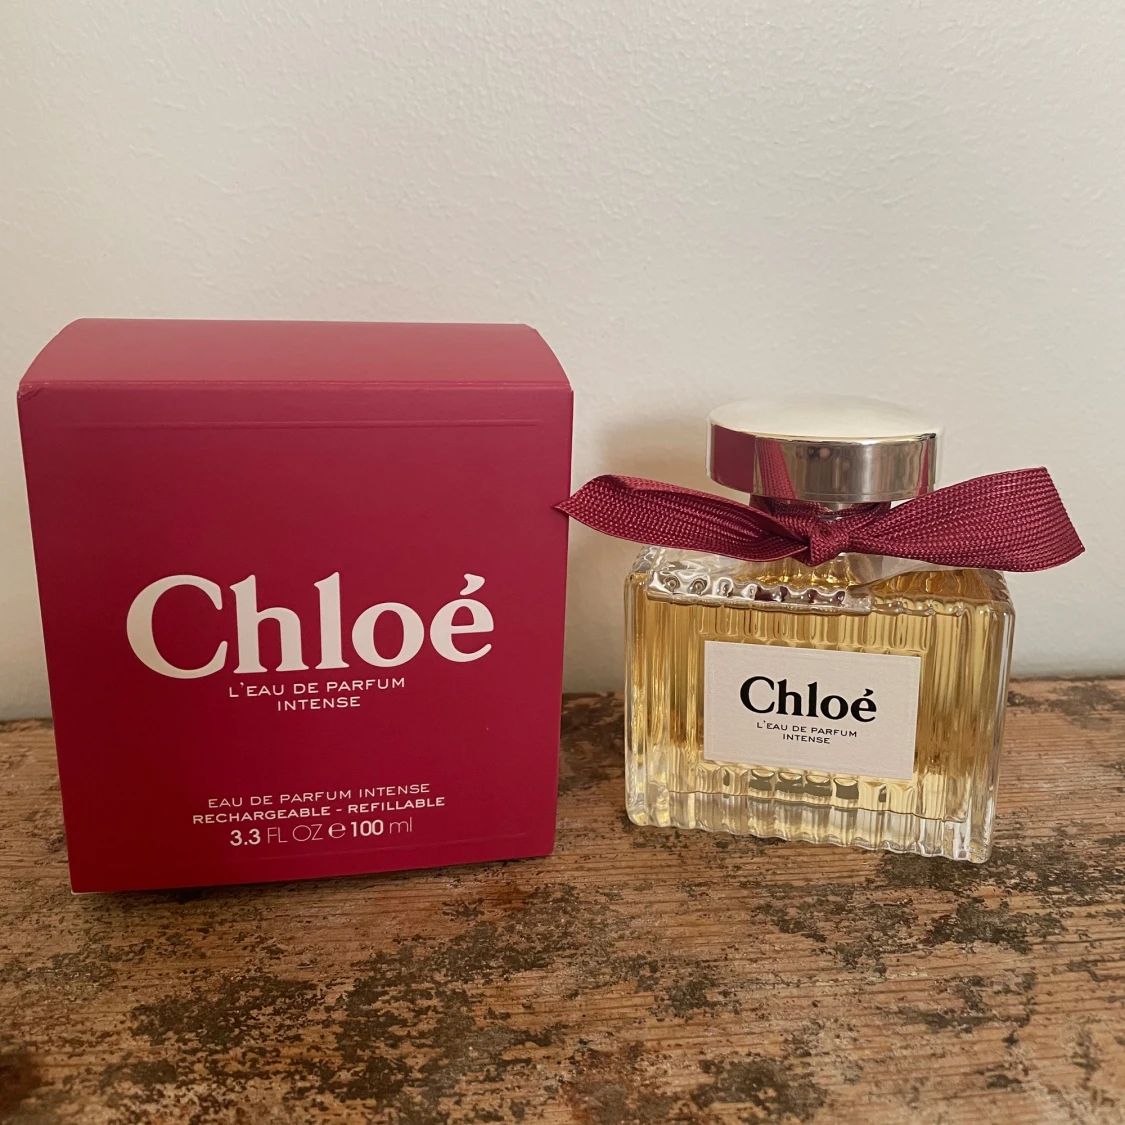 Chloé
L'EAU DE PARFUM
INTENSE
EAU DE PARFUM INTENSE
RECHARGEABLE - REFILLABLE
3.3 FL OZ ℮ 100 ml
Chloé
L'EAU DE PARFUM
INTENSE